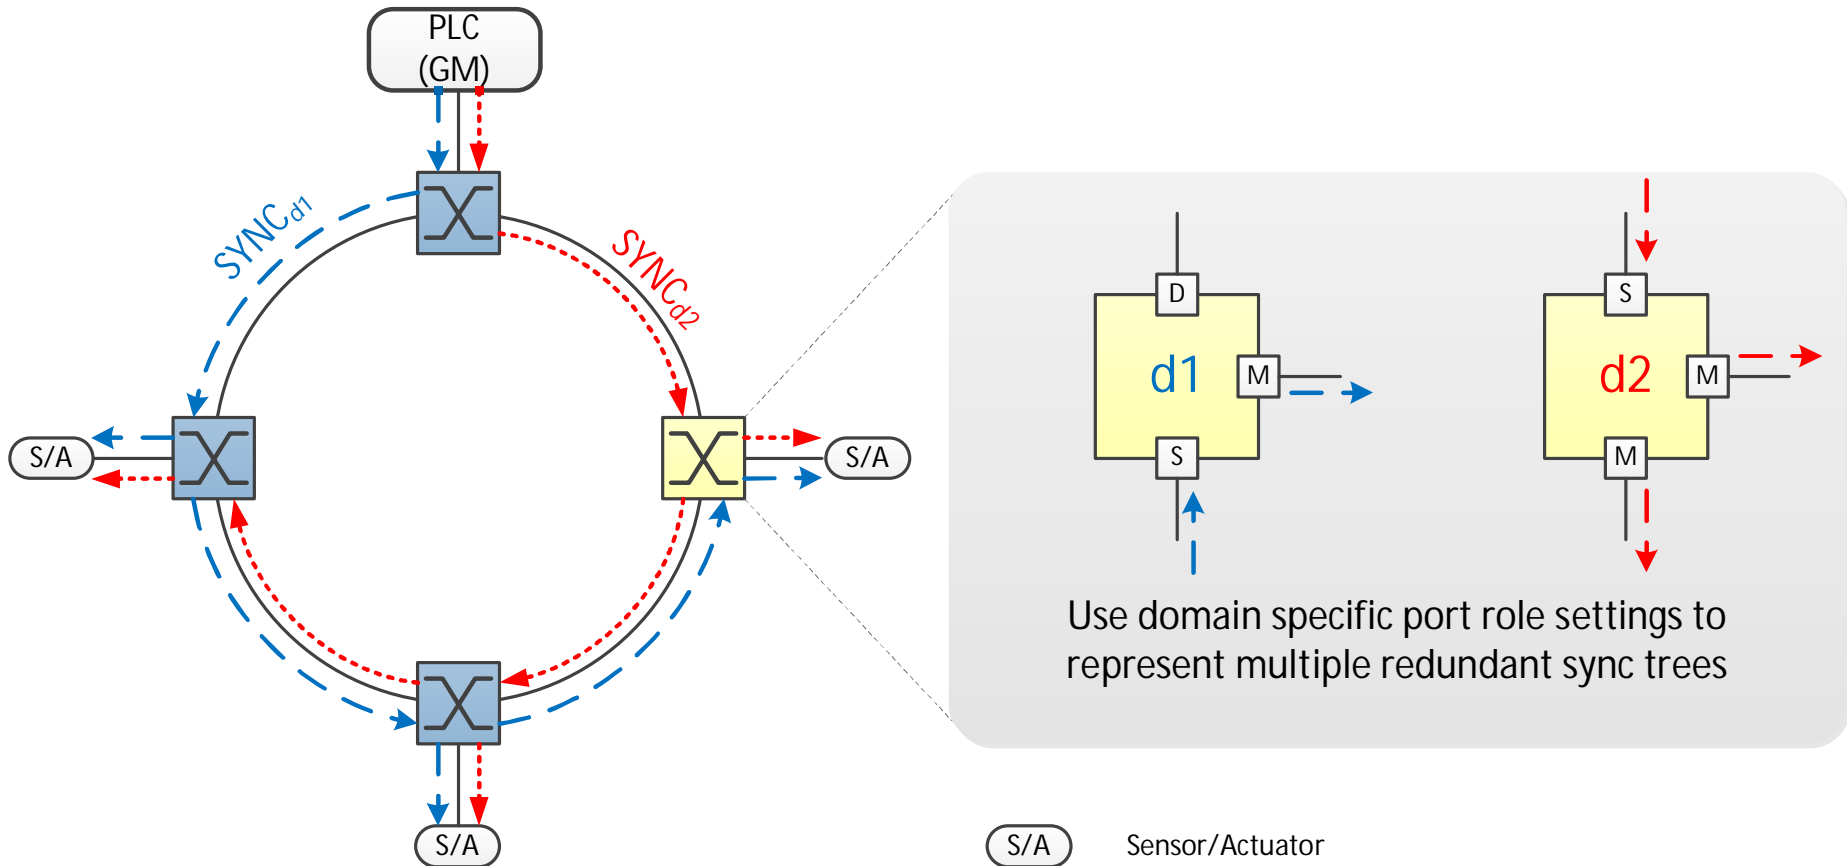 PLC
(GM)
SYNCd1
SYNCd2
D
S
d1
M
d2
M
S
M
S/A
S/A
Use domain specific port role settings to
represent multiple redundant sync trees
S/A
S/A Sensor/Actuator